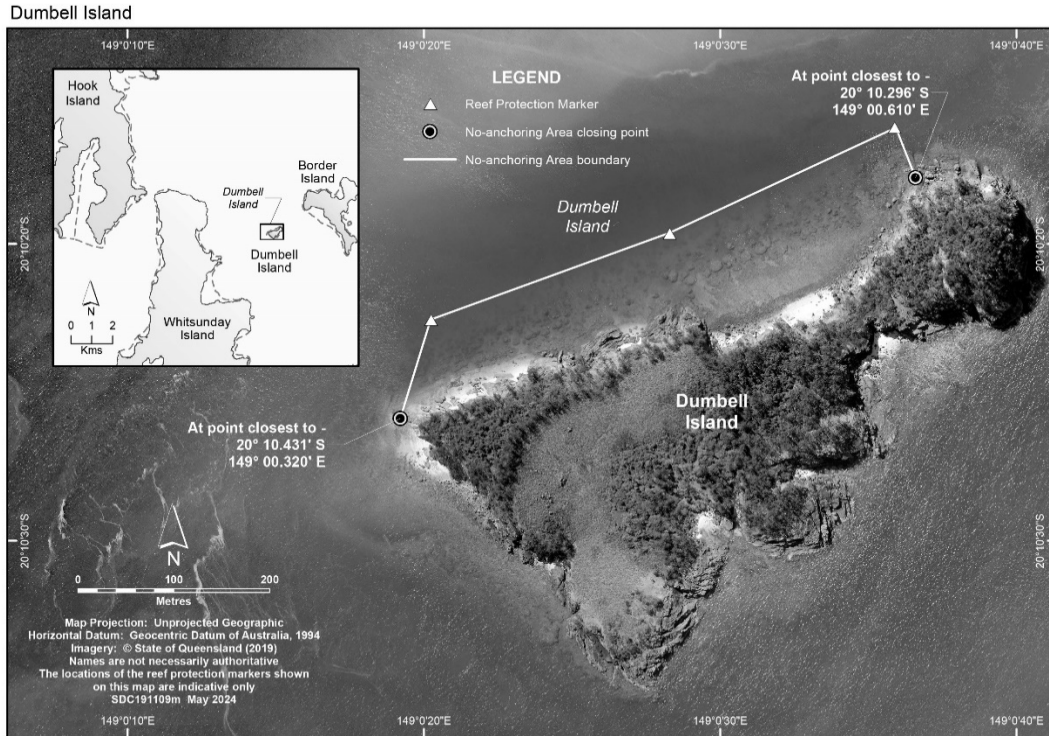 Dumbell Island
149°0'10"E
149°0'20"E
149°0'30"E
149°0'40"E
Hook
Island
Border
Island
Dumbell
Island
Dumbell
Island
Whitsunday
Island
N
0 1 2
Kms
LEGEND
Reef Protection Marker
No-anchoring Area closing point
No-anchoring Area boundary
At point closest to -
20° 10.296' S
149° 00.610' E
Dumbell
Island
20°10'20"S
20°10'20"S
Dumbell
Island
At point closest to -
20° 10.431' S
149° 00.320' E
20°10'30"S
20°10'30"S
N
0 100 200
Metres
Map Projection: Unprojected Geographic
Horizontal Datum: Geocentric Datum of Australia, 1994
Imagery: © State of Queensland (2019)
Names are not necessarily authoritative
The locations of the reef protection markers shown
on this map are indicative only
SDC191109m May 2024
149°0'10"E
149°0'20"E
149°0'30"E
149°0'40"E